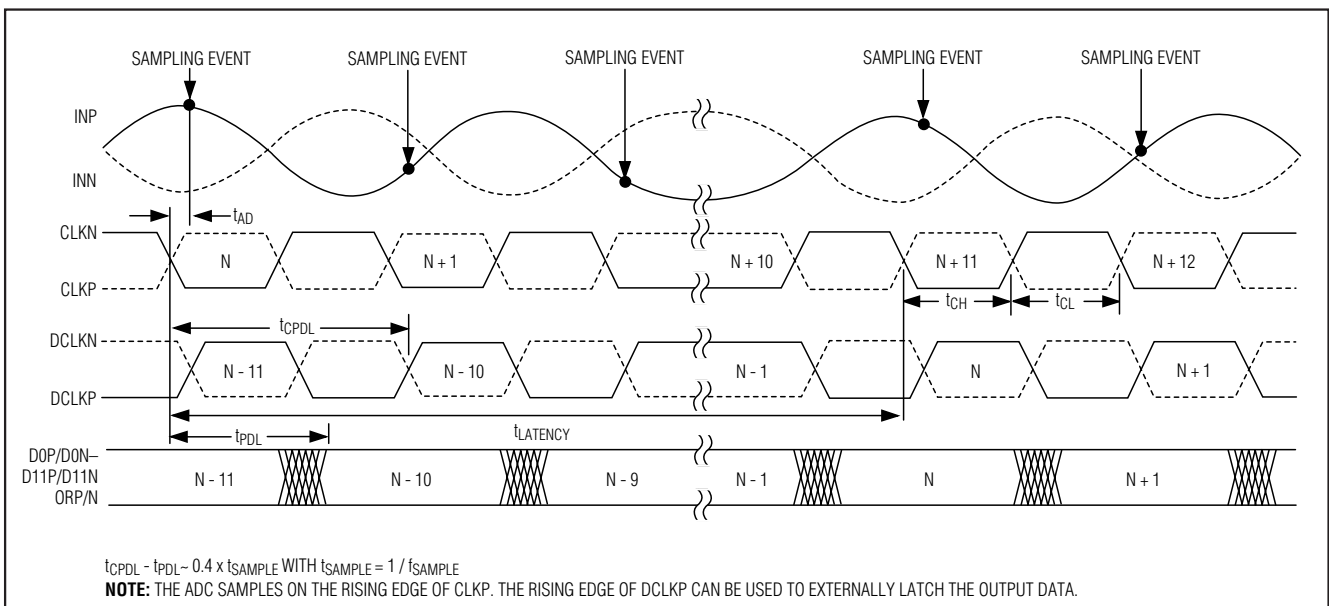 SAMPLING EVENT SAMPLING EVENT SAMPLING EVENT SAMPLING EVENT SAMPLING EVENT
INP
INN
tAD
CLKN
N N + 1 N + 10 N + 11 N + 12
CLKP
tCH tCL
tCPDL
DCLKN
N - 11 N - 10 N - 1 N N + 1
DCLKP
tLATENCY
tPDL
D0P/D0N–
D11P/D11N
ORP/N
N - 11 N - 10 N - 9 N - 1 N N + 1
tCPDL - tPDL ~ 0.4 x tSAMPLE WITH tSAMPLE = 1 / fSAMPLE
NOTE: THE ADC SAMPLES ON THE RISING EDGE OF CLKP. THE RISING EDGE OF DCLKP CAN BE USED TO EXTERNALLY LATCH THE OUTPUT DATA.